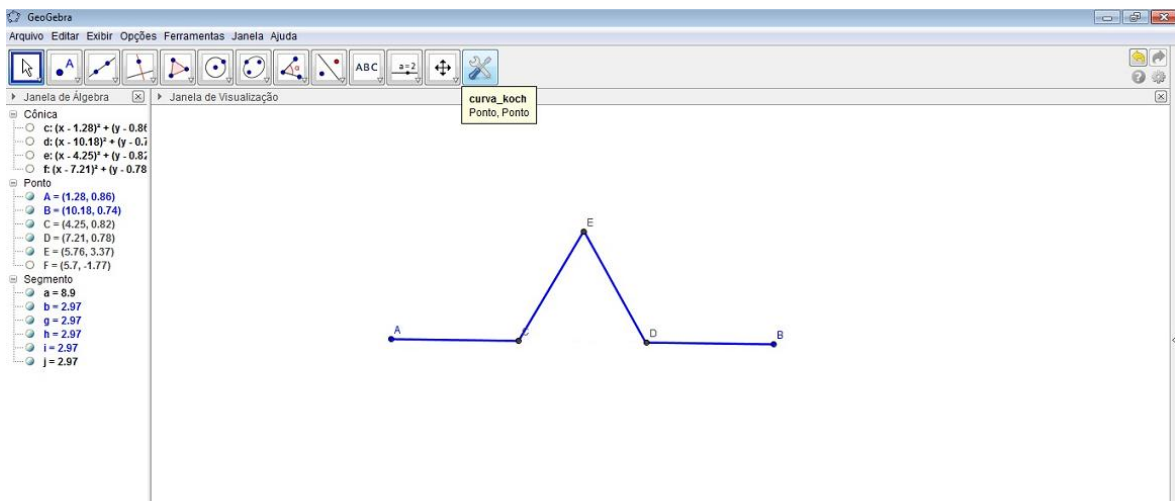 GeoGebra
Arquivo Editar Exibir Opções Ferramentas Janela Ajuda
A
ABC
a=2
curva_koch
Ponto, Ponto
Janela de Álgebra
Janela de Visualização
Cônica
c: (x - 1.28)² + (y - 0.86
d: (x - 10.18)² + (y - 0.7
e: (x - 4.25)² + (y - 0.82
f: (x - 7.21)² + (y - 0.78
Ponto
A = (1.28, 0.86)
B = (10.18, 0.74)
C = (4.25, 0.82)
D = (7.21, 0.78)
E = (5.76, 3.37)
F = (5.7, -1.77)
Segmento
a = 8.9
b = 2.97
g = 2.97
h = 2.97
i = 2.97
j = 2.97
E
A
C
D
B